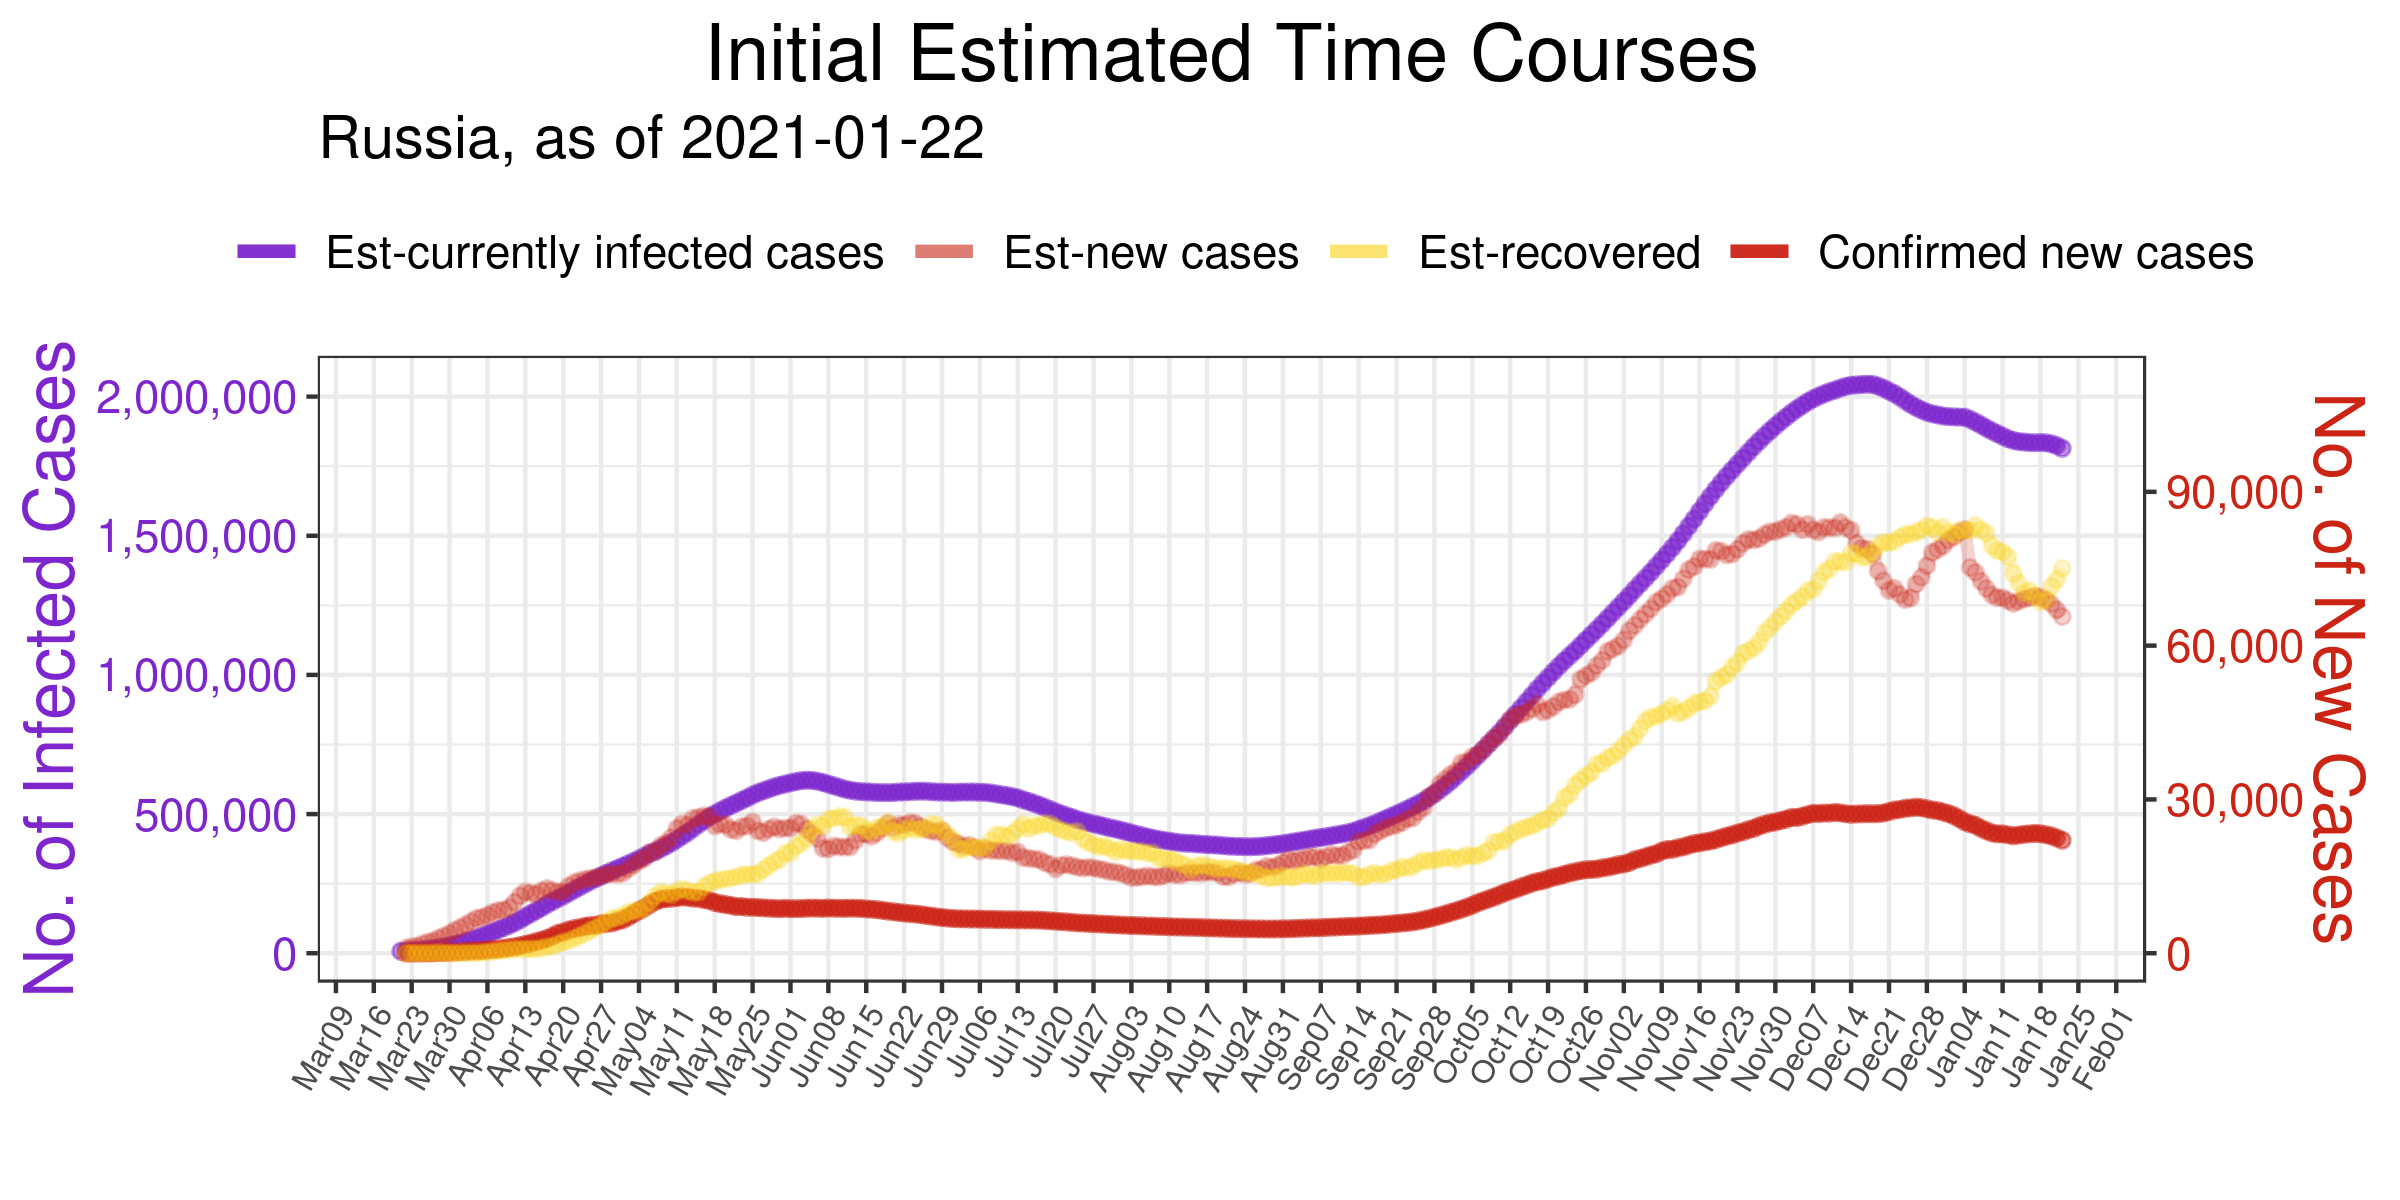 Initial Estimated Time Courses
Russia, as of 2021-01-22
Est-currently infected cases Est-new cases Est-recovered Confirmed new cases
No. of Infected Cases
2,000,000
1,500,000
1,000,000
500,000
0
90,000
60,000
30,000
0
No. of New Cases
Mar09 Mar16 Mar23 Mar30 Apr06 Apr13 Apr20 Apr27 May04 May11 May18 May25 Jun01 Jun08 Jun15 Jun22 Jun29 Jul06 Jul13 Jul20 Jul27 Aug03 Aug10 Aug17 Aug24 Aug31 Sep07 Sep14 Sep21 Sep28 Oct05 Oct12 Oct19 Oct26 Nov02 Nov09 Nov16 Nov23 Nov30 Dec07 Dec14 Dec21 Dec28 Jan04 Jan11 Jan18 Jan25 Feb01